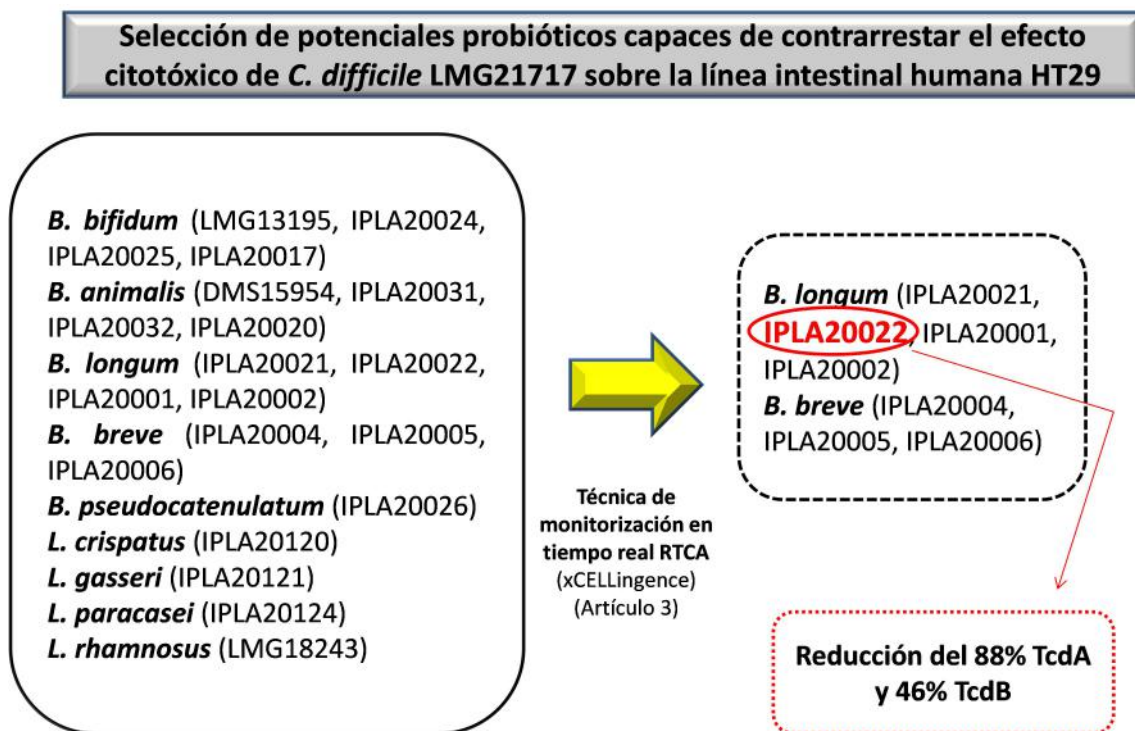 Selección de potenciales probióticos capaces de contrarrestar el efecto
citotóxico de C. difficile LMG21717 sobre la línea intestinal humana HT29
B. bifidum (LMG13195, IPLA20024,
IPLA20025, IPLA20017)
B. animalis (DMS15954, IPLA20031,
IPLA20032, IPLA20020)
B. longum (IPLA20021, IPLA20022,
IPLA20001, IPLA20002)
B. breve (IPLA20004, IPLA20005,
IPLA20006)
B. pseudocatenulatum (IPLA20026)
L. crispatus (IPLA20120)
L. gasseri (IPLA20121)
L. paracasei (IPLA20124)
L. rhamnosus (LMG18243)
Técnica de
monitorización en
tiempo real RTCA
(xCELLingence)
(Artículo 3)
B. longum (IPLA20021,
IPLA20022, IPLA20001,
IPLA20002)
B. breve (IPLA20004,
IPLA20005, IPLA20006)
Reducción del 88% TcdA
y 46% TcdB